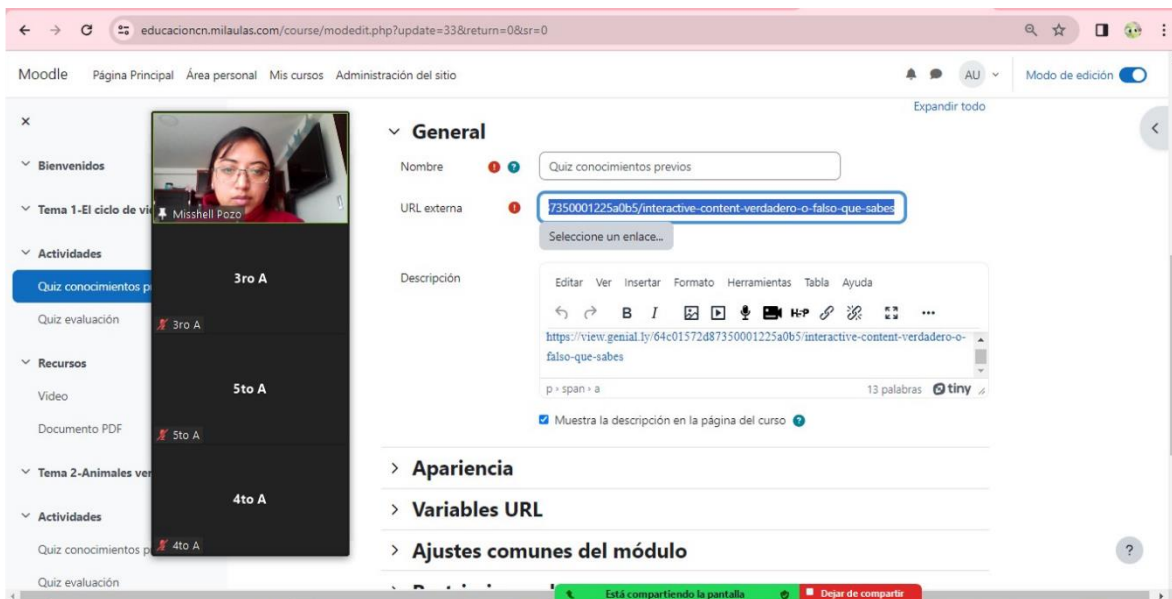 educacioncn.milaulas.com/course/modedit.php?update=33&return=0&sr=0
Moodle Página Principal Área personal Mis cursos Administración del sitio AU Modo de edición
Expandir todo
Bienvenidos
Tema 1-El ciclo de
Actividades
Quiz conocimientos
Quiz evaluación
Recursos
Video
Documento PDF
Tema 2-Animales
Actividades
Quiz conocimientos
Quiz evaluación
Misshell Pozo
3ro A
3ro A
5to A
5to A
4to A
4to A
General
Nombre Quiz conocimientos previos
URL externa 87350001225a0b5/interactive-content-verdadero-o-falso-que-sabes
Seleccione un enlace...
Descripción
Editar Ver Insertar Formato Herramientas Tabla Ayuda
B I H-P ...
https://view.genial.ly/64c01572d87350001225a0b5/interactive-content-verdadero-o-
falso-que-sabes
p › span › a 13 palabras tiny
Muestra la descripción en la página del curso
Apariencia
Variables URL
Ajustes comunes del módulo
Está compartiendo la pantalla Dejar de compartir